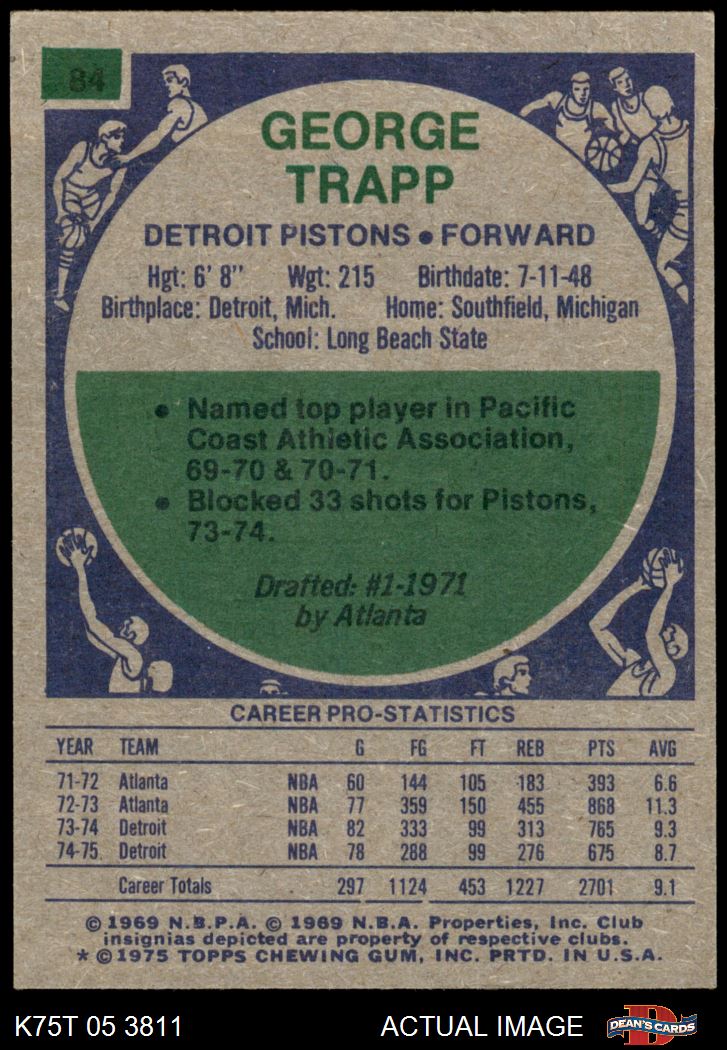 84
GEORGE
TRAPP
DETROIT PISTONS • FORWARD
Hgt: 6' 8" Wgt: 215 Birthdate: 7-11-48
Birthplace: Detroit, Mich. Home: Southfield, Michigan
School: Long Beach State
• Named top player in Pacific
Coast Athletic Association,
69-70 & 70-71.
• Blocked 33 shots for Pistons,
73-74.
Drafted: #1-1971
by Atlanta
CAREER PRO-STATISTICS
YEAR TEAM G FG FT REB PTS AVG
71-72 Atlanta NBA 60 144 105 183 393 6.6
72-73 Atlanta NBA 77 359 150 455 868 11.3
73-74 Detroit NBA 82 333 99 313 765 9.3
74-75 Detroit NBA 78 288 99 276 675 8.7
Career Totals 297 1124 453 1227 2701 9.1
© 1969 N.B.P.A. © 1969 N.B.A. Properties, Inc. Club
insignias depicted are property of respective clubs.
* © 1975 TOPPS CHEWING GUM, INC. PRTD. IN U.S.A.
K75T 05 3811 ACTUAL IMAGE DEAN'S CARDS